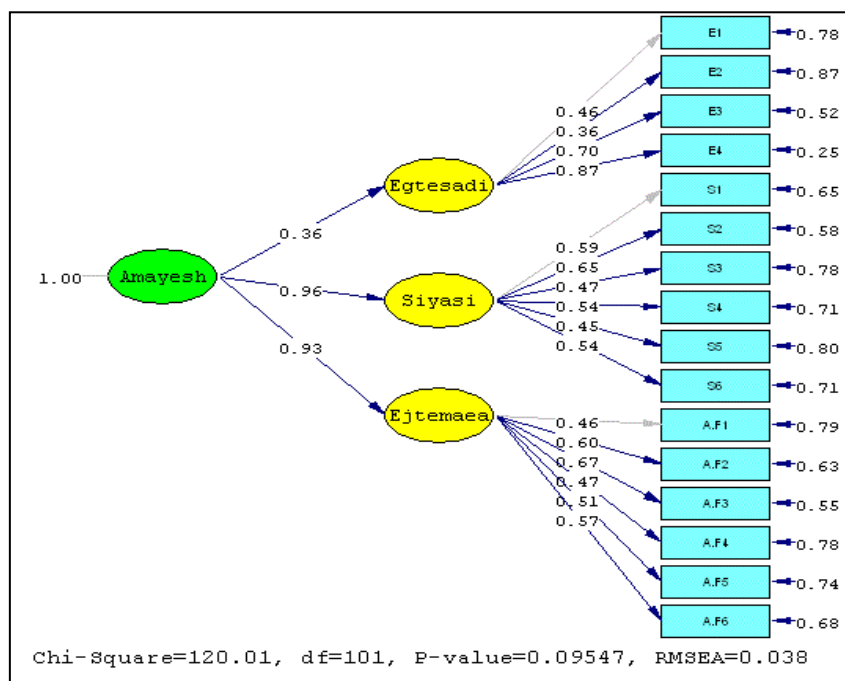 E1
0.78
E2
0.87
0.46
E3
0.52
0.36
0.70
E4
0.25
0.87
Egtesadi
S1
0.65
0.36
S2
0.58
0.59
0.65
S3
0.78
0.47
1.00
Amayesh
0.96
Siyasi
0.54
S4
0.71
0.45
0.54
S5
0.80
0.93
S6
0.71
Ejtemaea
0.46
A.F1
0.79
0.60
0.67
A.F2
0.63
0.47
0.51
A.F3
0.55
0.57
A.F4
0.78
A.F5
0.74
A.F6
0.68
Chi-Square=120.01, df=101, P-value=0.09547, RMSEA=0.038